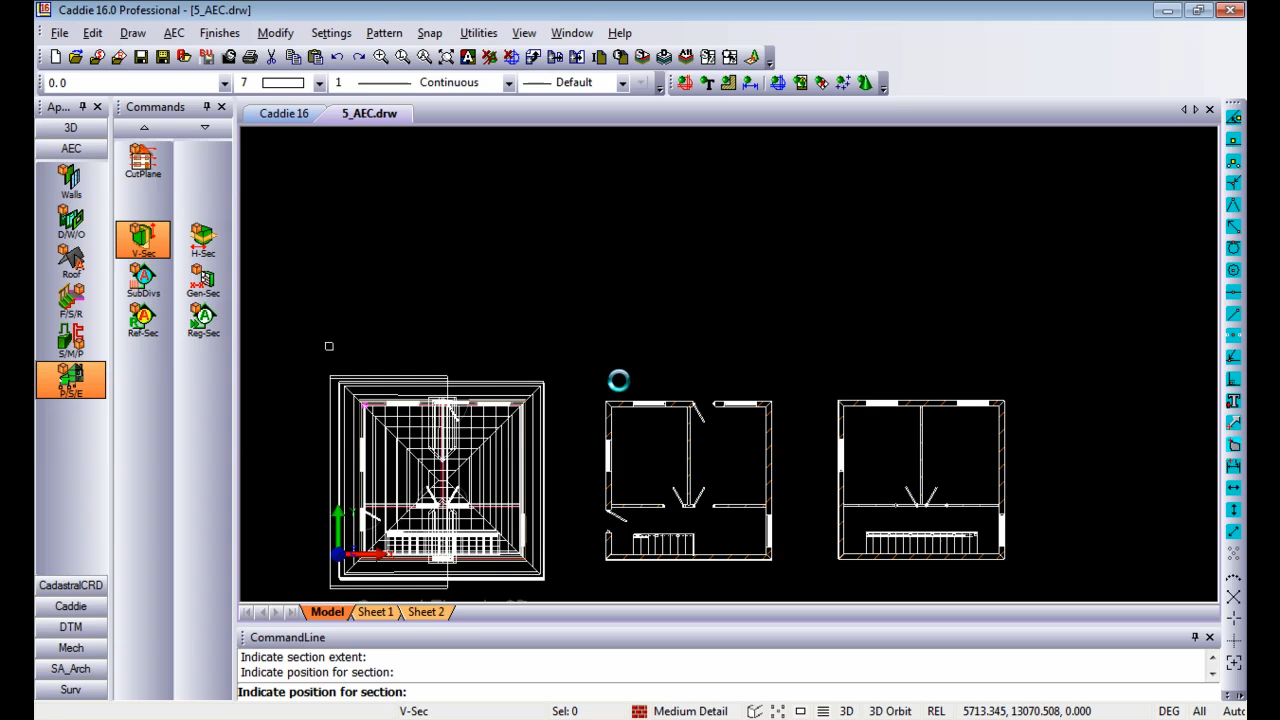 Caddie 16.0 Professional - [5_AEC.drw]
File Edit Draw AEC Finishes Modify Settings Pattern Snap Utilities View Window Help
0.0 7 1 Continuous Default
Ap... Commands
Caddie 16 5_AEC.drw
3D
AEC
Walls
D/W/O
Roof
F/S/R
S/M/P
P/S/E
CutPlane
V-Sec H-Sec
SubDivs Gen-Sec
Ref-Sec Reg-Sec
CadastralCRD
Caddie
DTM
Mech
SA_Arch
Surv
Model Sheet 1 Sheet 2
CommandLine
Indicate section extent:
Indicate position for section:
Indicate position for section:
V-Sec Sel: 0 Medium Detail 3D 3D Orbit REL 5713.345, 13070.508, 0.000 DEG All Auto